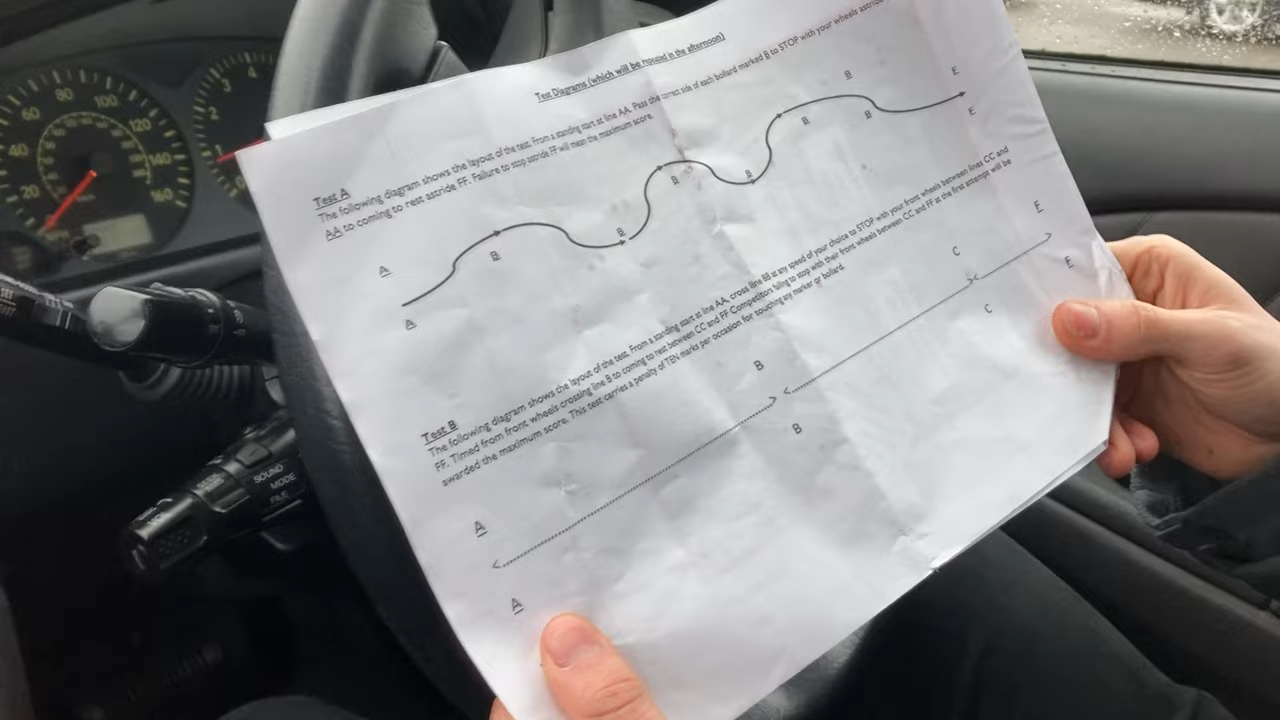 Test Diagrams (which will be repeated in the afternoon)
Test A
The following diagram shows the layout of the test. From a standing start at line AA. Pass the correct side of each bollard marked B to STOP with your wheels astride
AA to coming to rest astride FF. Failure to stop astride FF will mean the maximum score.
B E
B B E
B B
B B
A
A
Test B
The following diagram shows the layout of the test. From a standing start at line AA, cross line BB at any speed of your choice to STOP with your front wheels between lines CC and
FF. Timed from front wheels crossing line B to coming to rest between CC and FF Competitors failing to stop with their front wheels between CC and FF at the first attempt will be
awarded the maximum score. This test carries a penalty of TEN marks per occasion for touching any marker or bollard.
A B C F
A B C F
20 40 60 80 100 120 140 160
1 2 3 4
SOUND
MODE
FILE